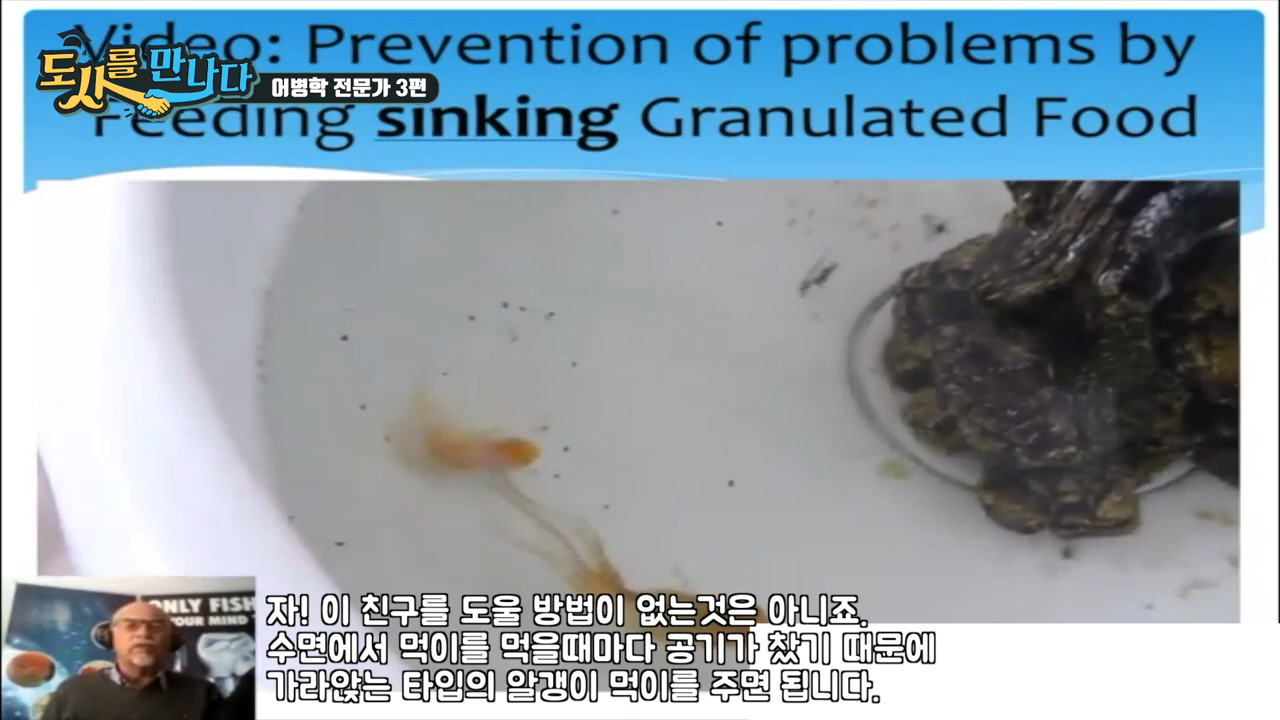 Video: Prevention of problems by
Feeding sinking Granulated Food
도사를 만나다
어병학 전문가 3편
ONLY FISH
YOUR MIND
자! 이 친구를 도울 방법이 없는것은 아니죠.
수면에서 먹이를 먹을때마다 공기가 찼기 때문에
가라앉는 타입의 알갱이 먹이를 주면 됩니다.